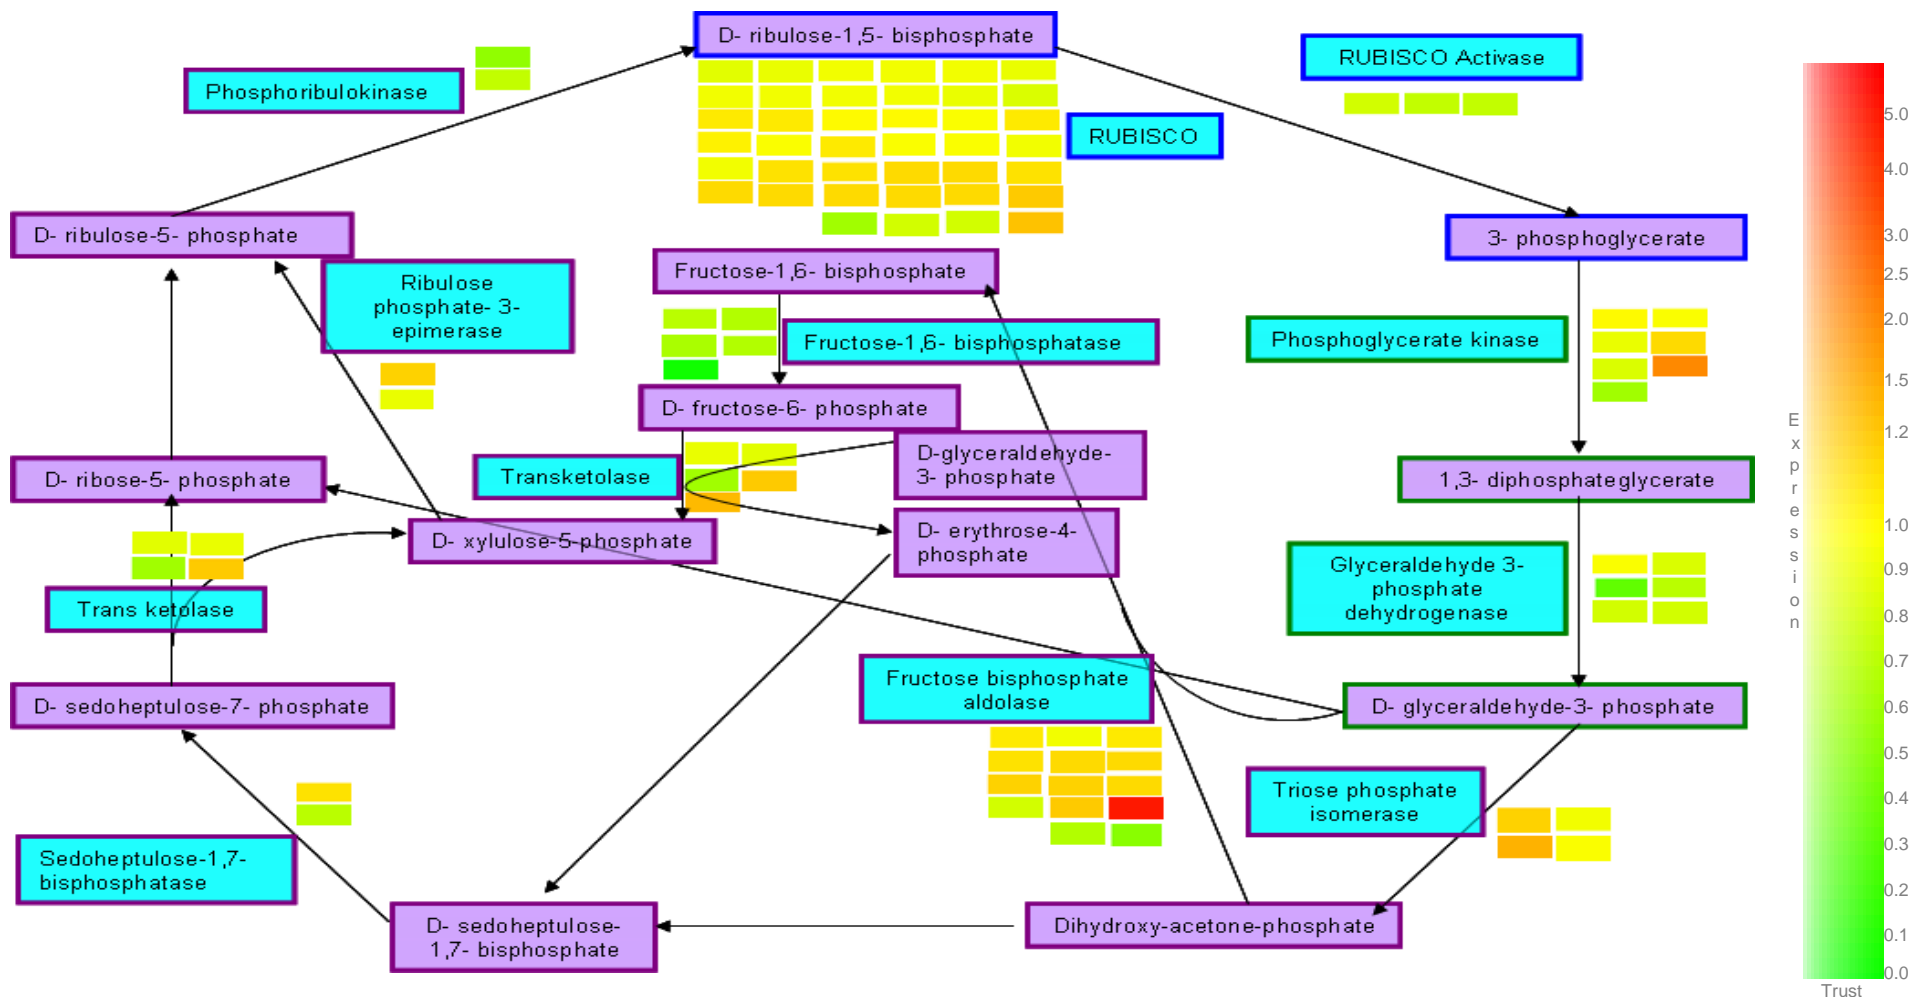 D- ribulose-1,5- bisphosphate
RUBISCO Activase
Phosphoribulokinase
RUBISCO
D- ribulose-5- phosphate
3- phosphoglycerate
Fructose-1,6- bisphosphate
Ribulose
phosphate- 3-
epimerase
Fructose-1,6- bisphosphatase
Phosphoglycerate kinase
D- fructose-6- phosphate
D-glyceraldehyde-
3- phosphate
Transketolase
D- ribose-5- phosphate
1,3- diphosphateglycerate
D- xylulose-5-phosphate
D- erythrose-4-
phosphate
Glyceraldehyde 3-
phosphate
dehydrogenase
Trans ketolase
Fructose bisphosphate
aldolase
D- sedoheptulose-7- phosphate
D- glyceraldehyde-3- phosphate
Triose phosphate
isomerase
Sedoheptulose-1,7-
bisphosphatase
D- sedoheptulose-
1,7- bisphosphate
Dihydroxy-acetone-phosphate
Expression
5.0
4.0
3.0
2.5
2.0
1.5
1.2
1.0
0.9
0.8
0.7
0.6
0.5
0.4
0.3
0.2
0.1
0.0
Trust